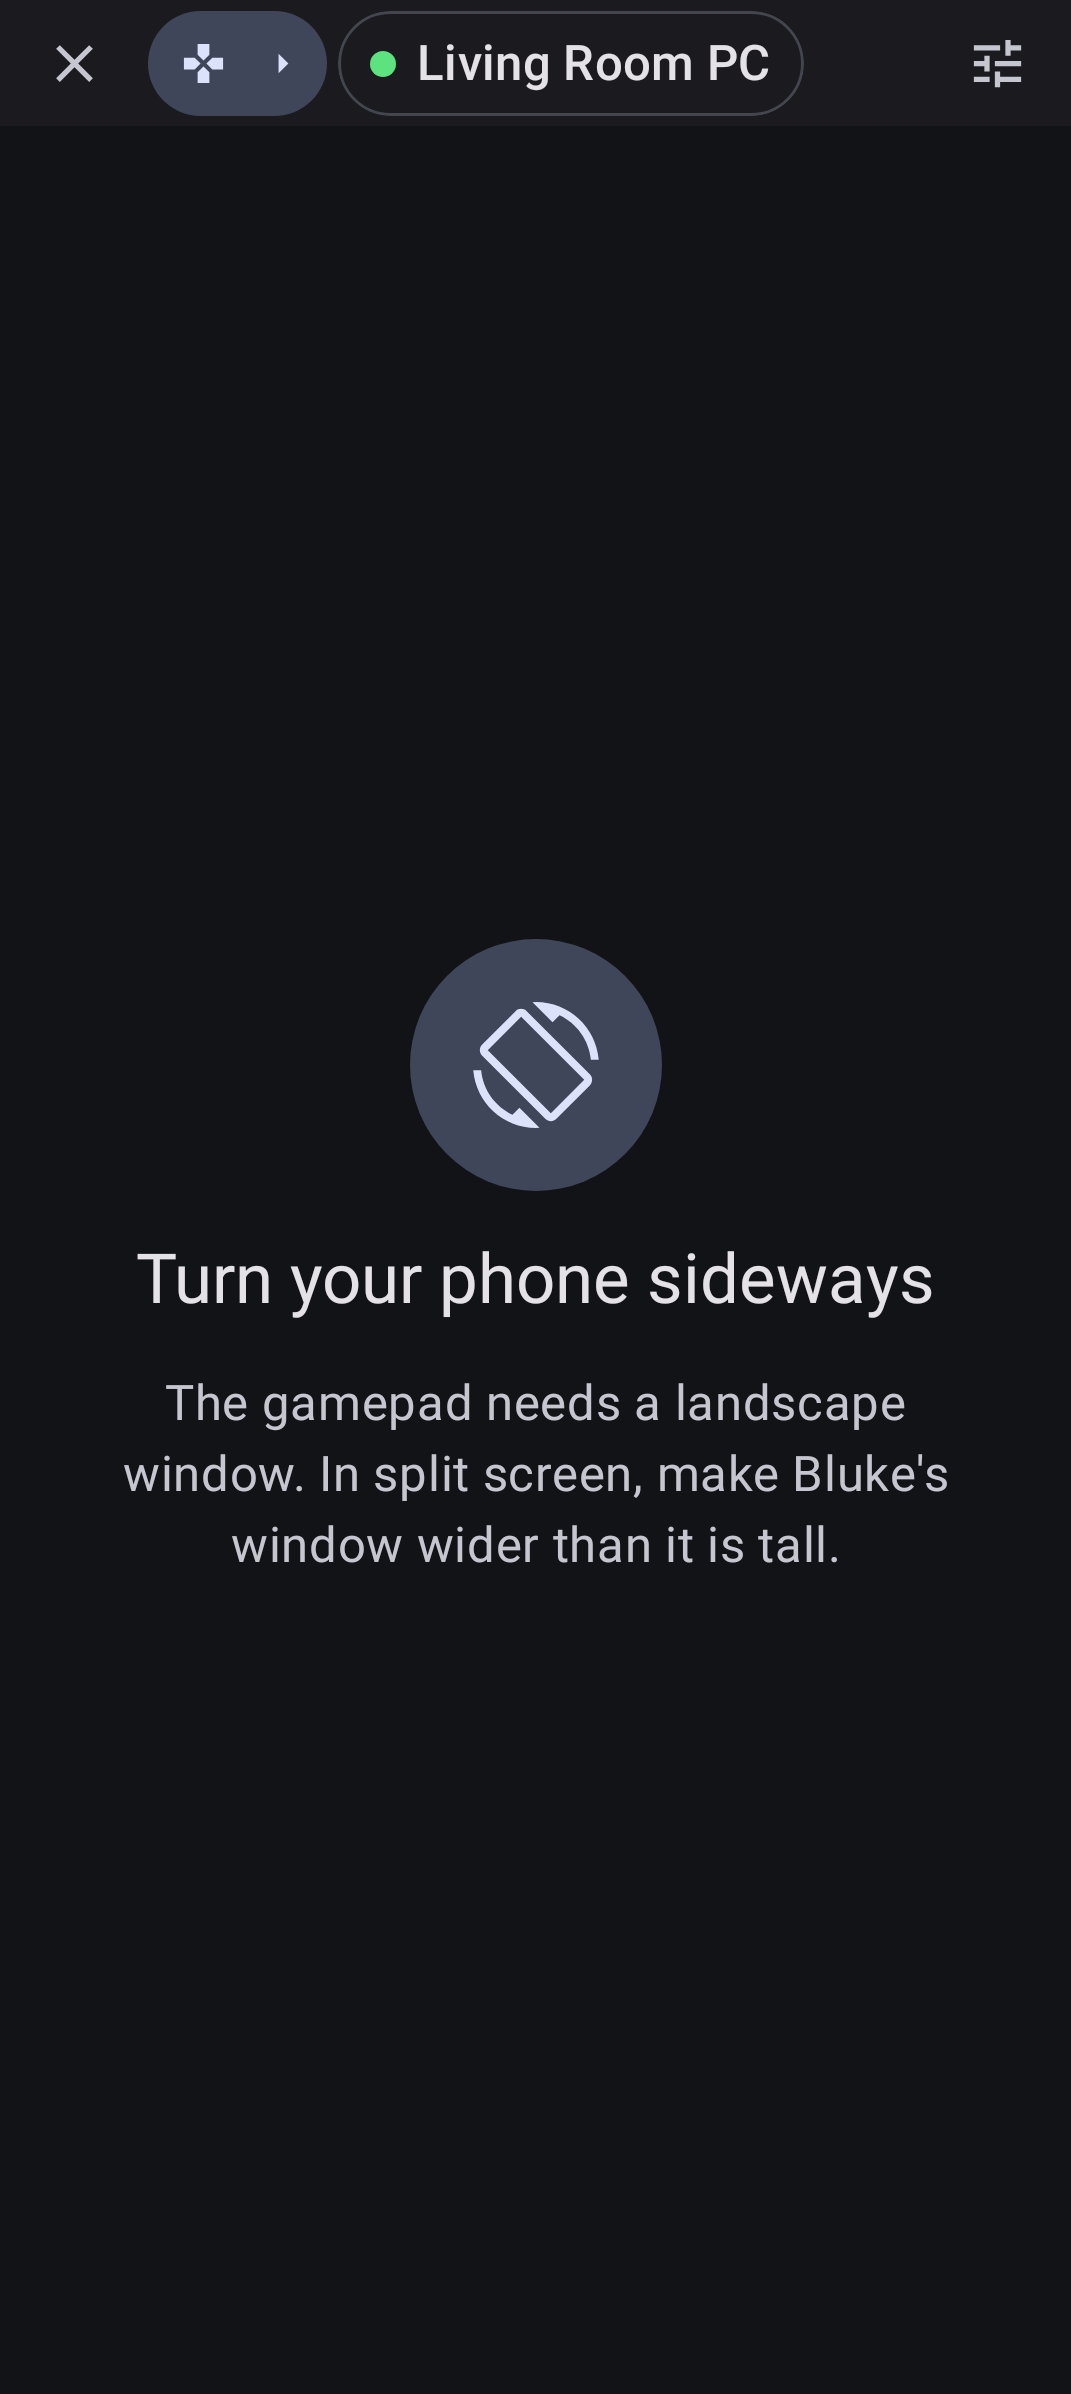 Living Room PC
Turn your phone sideways
The gamepad needs a landscape
window. In split screen, make Bluke's
window wider than it is tall.